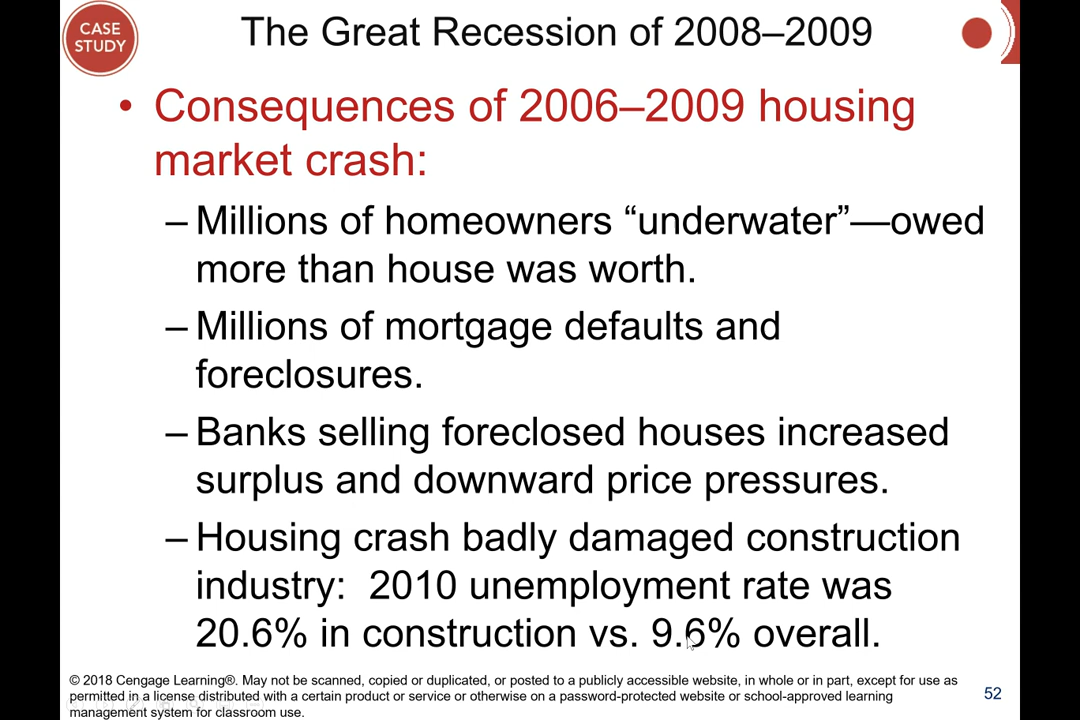 CASE
STUDY
The Great Recession of 2008–2009
• Consequences of 2006–2009 housing
market crash:
– Millions of homeowners “underwater”—owed
more than house was worth.
– Millions of mortgage defaults and
foreclosures.
– Banks selling foreclosed houses increased
surplus and downward price pressures.
– Housing crash badly damaged construction
industry:  2010 unemployment rate was
20.6% in construction vs. 9.6% overall.
© 2018 Cengage Learning®. May not be scanned, copied or duplicated, or posted to a publicly accessible website, in whole or in part, except for use as
permitted in a license distributed with a certain product or service or otherwise on a password-protected website or school-approved learning
management system for classroom use.
52